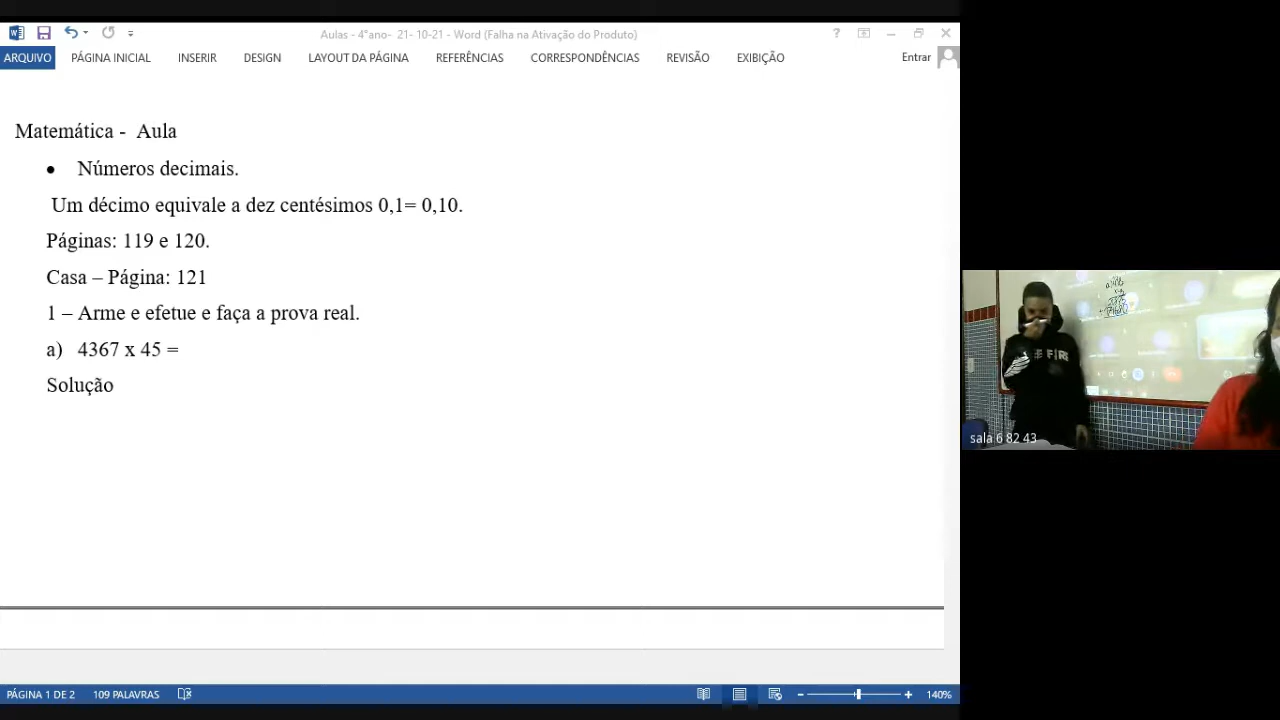 Aulas - 4°ano- 21- 10-21 - Word (Falha na Ativação do Produto)
?
ARQUIVO PÁGINA INICIAL INSERIR DESIGN LAYOUT DA PÁGINA REFERÊNCIAS CORRESPONDÊNCIAS REVISÃO EXIBIÇÃO Entrar
Matemática - Aula
• Números decimais.
Um décimo equivale a dez centésimos 0,1= 0,10.
Páginas: 119 e 120.
Casa – Página: 121
1 – Arme e efetue e faça a prova real.
a) 4367 x 45 =
Solução
sala 6 82 43
PÁGINA 1 DE 2 109 PALAVRAS 140%